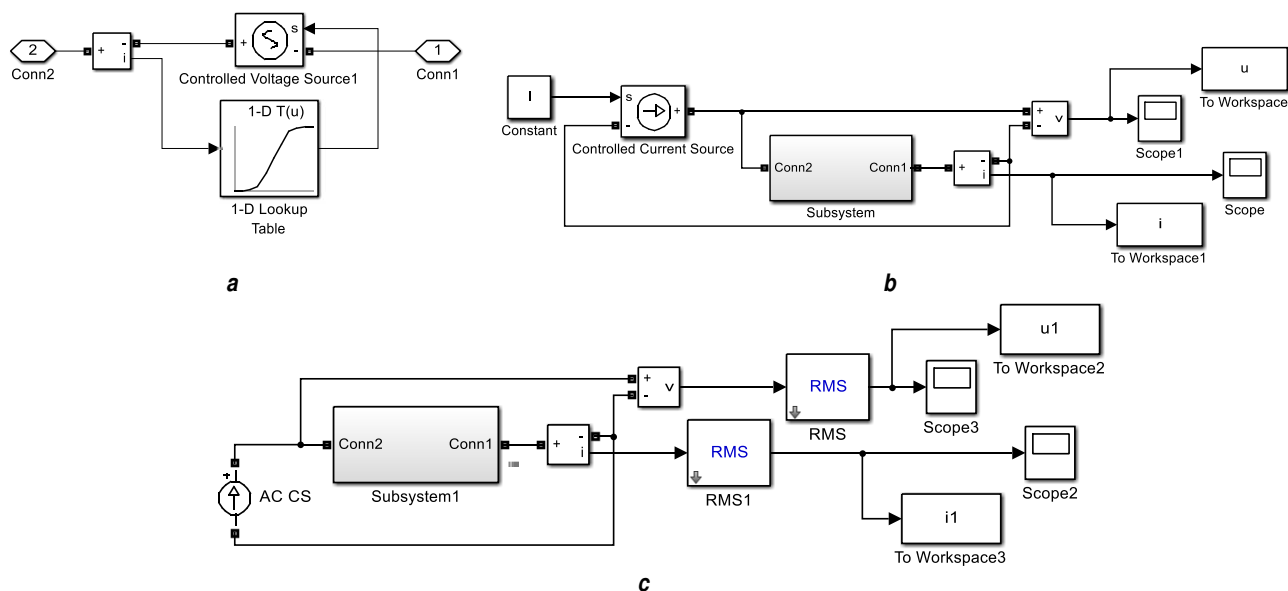 2
Conn2
+
-
i
+
s
-
Controlled Voltage Source1
1
Conn1
1-D T(u)
1-D Lookup
Table
a
I
Constant
s
-
+
Controlled Current Source
Conn2
Conn1
Subsystem
+
-
i
+
-
v
u
To Workspace
Scope1
Scope
i
To Workspace1
b
+
AC CS
Conn2
Conn1
Subsystem1
+
-
i
+
-
v
RMS
RMS
RMS
RMS1
u1
To Workspace2
Scope3
Scope2
i1
To Workspace3
c